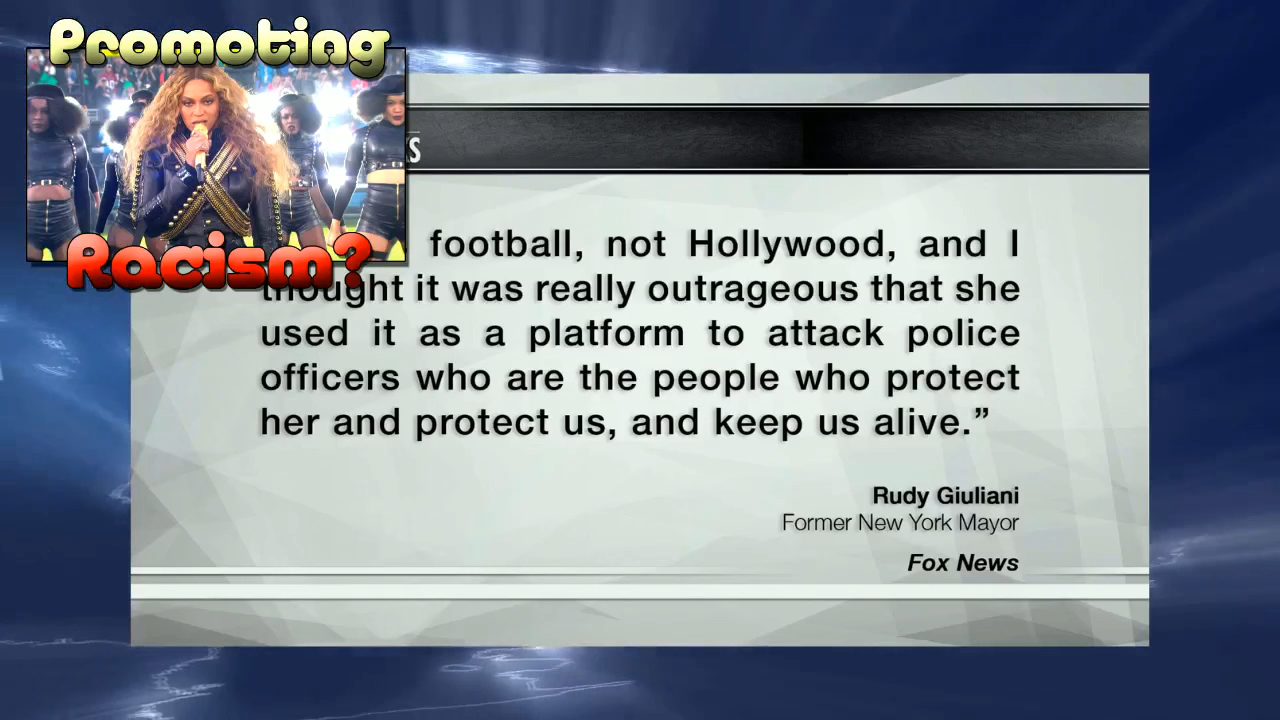 Promoting
Racism?
football, not Hollywood, and I
thought it was really outrageous that she
used it as a platform to attack police
officers who are the people who protect
her and protect us, and keep us alive.”
Rudy Giuliani
Former New York Mayor
Fox News